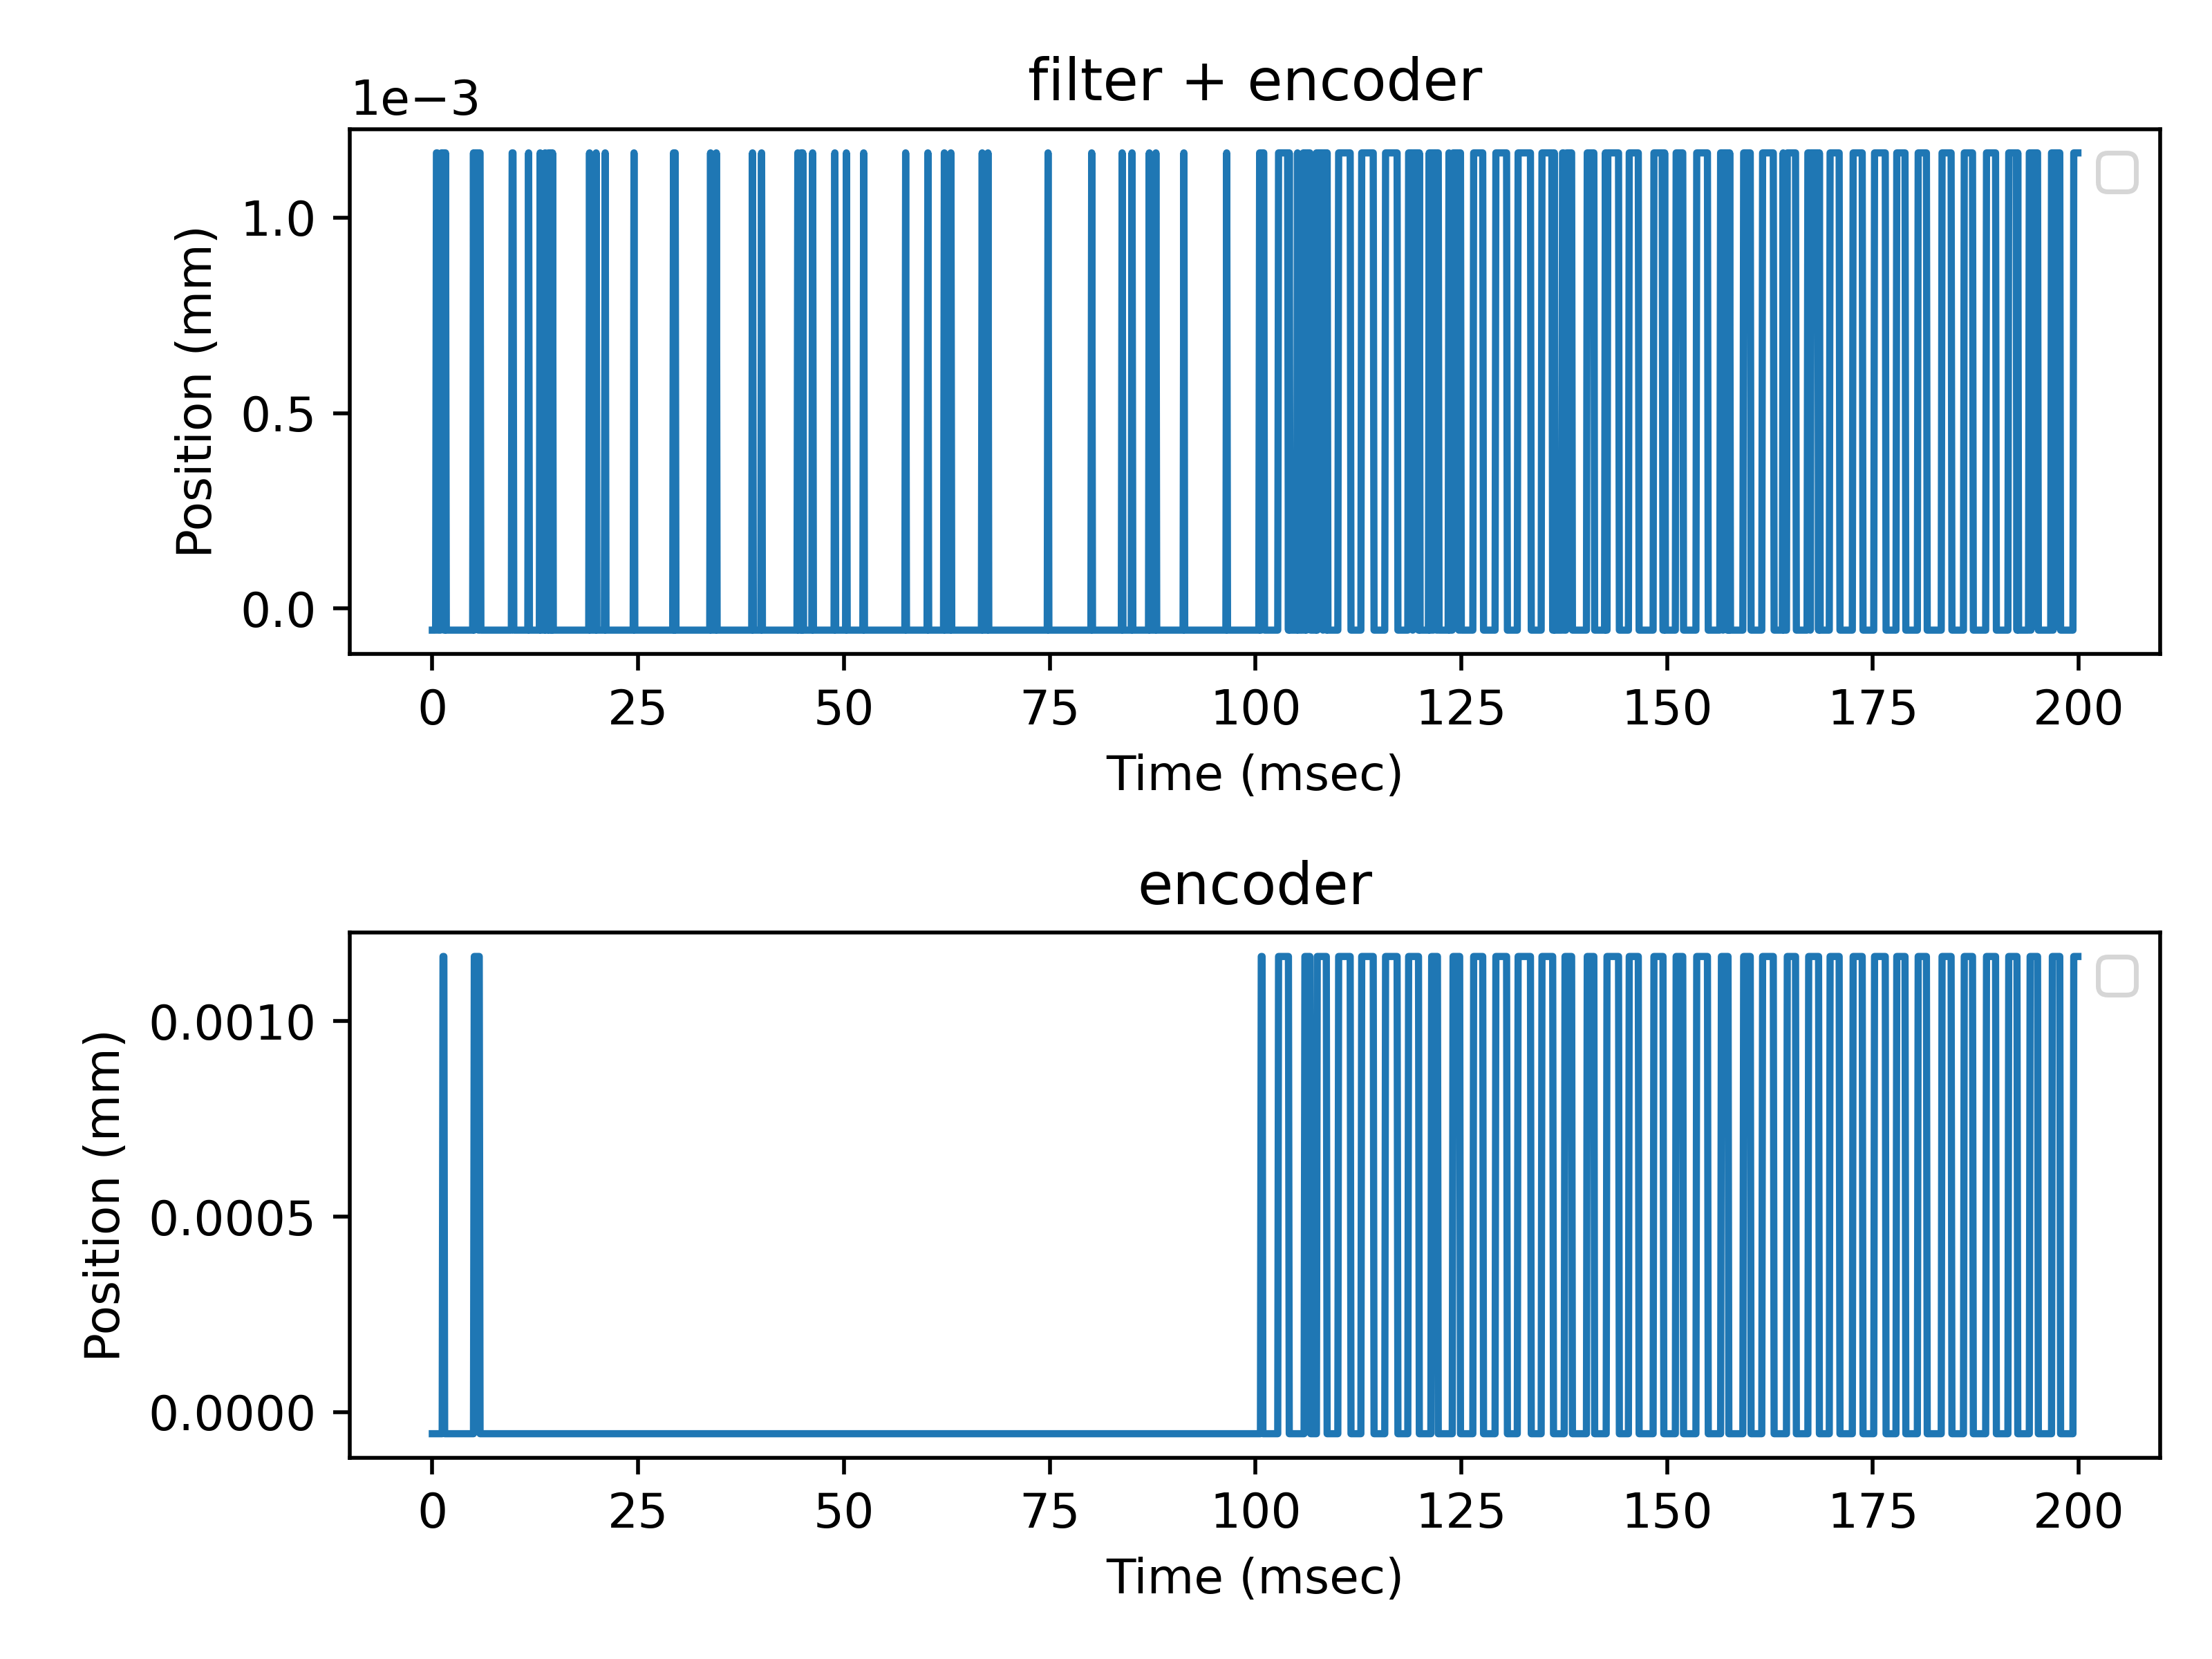 filter + encoder
1e−3
Position (mm)
1.0
0.5
0.0
0 25 50 75 100 125 150 175 200
Time (msec)
encoder
Position (mm)
0.0010
0.0005
0.0000
0 25 50 75 100 125 150 175 200
Time (msec)